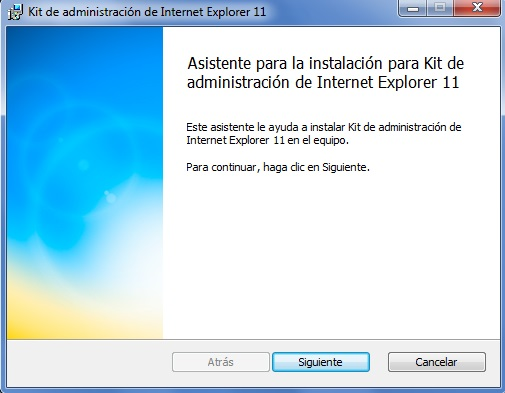 Kit de administración de Internet Explorer 11
Asistente para la instalación para Kit de
administración de Internet Explorer 11
Este asistente le ayuda a instalar Kit de administración de
Internet Explorer 11 en el equipo.
Para continuar, haga clic en Siguiente.
Atrás
Siguiente
Cancelar